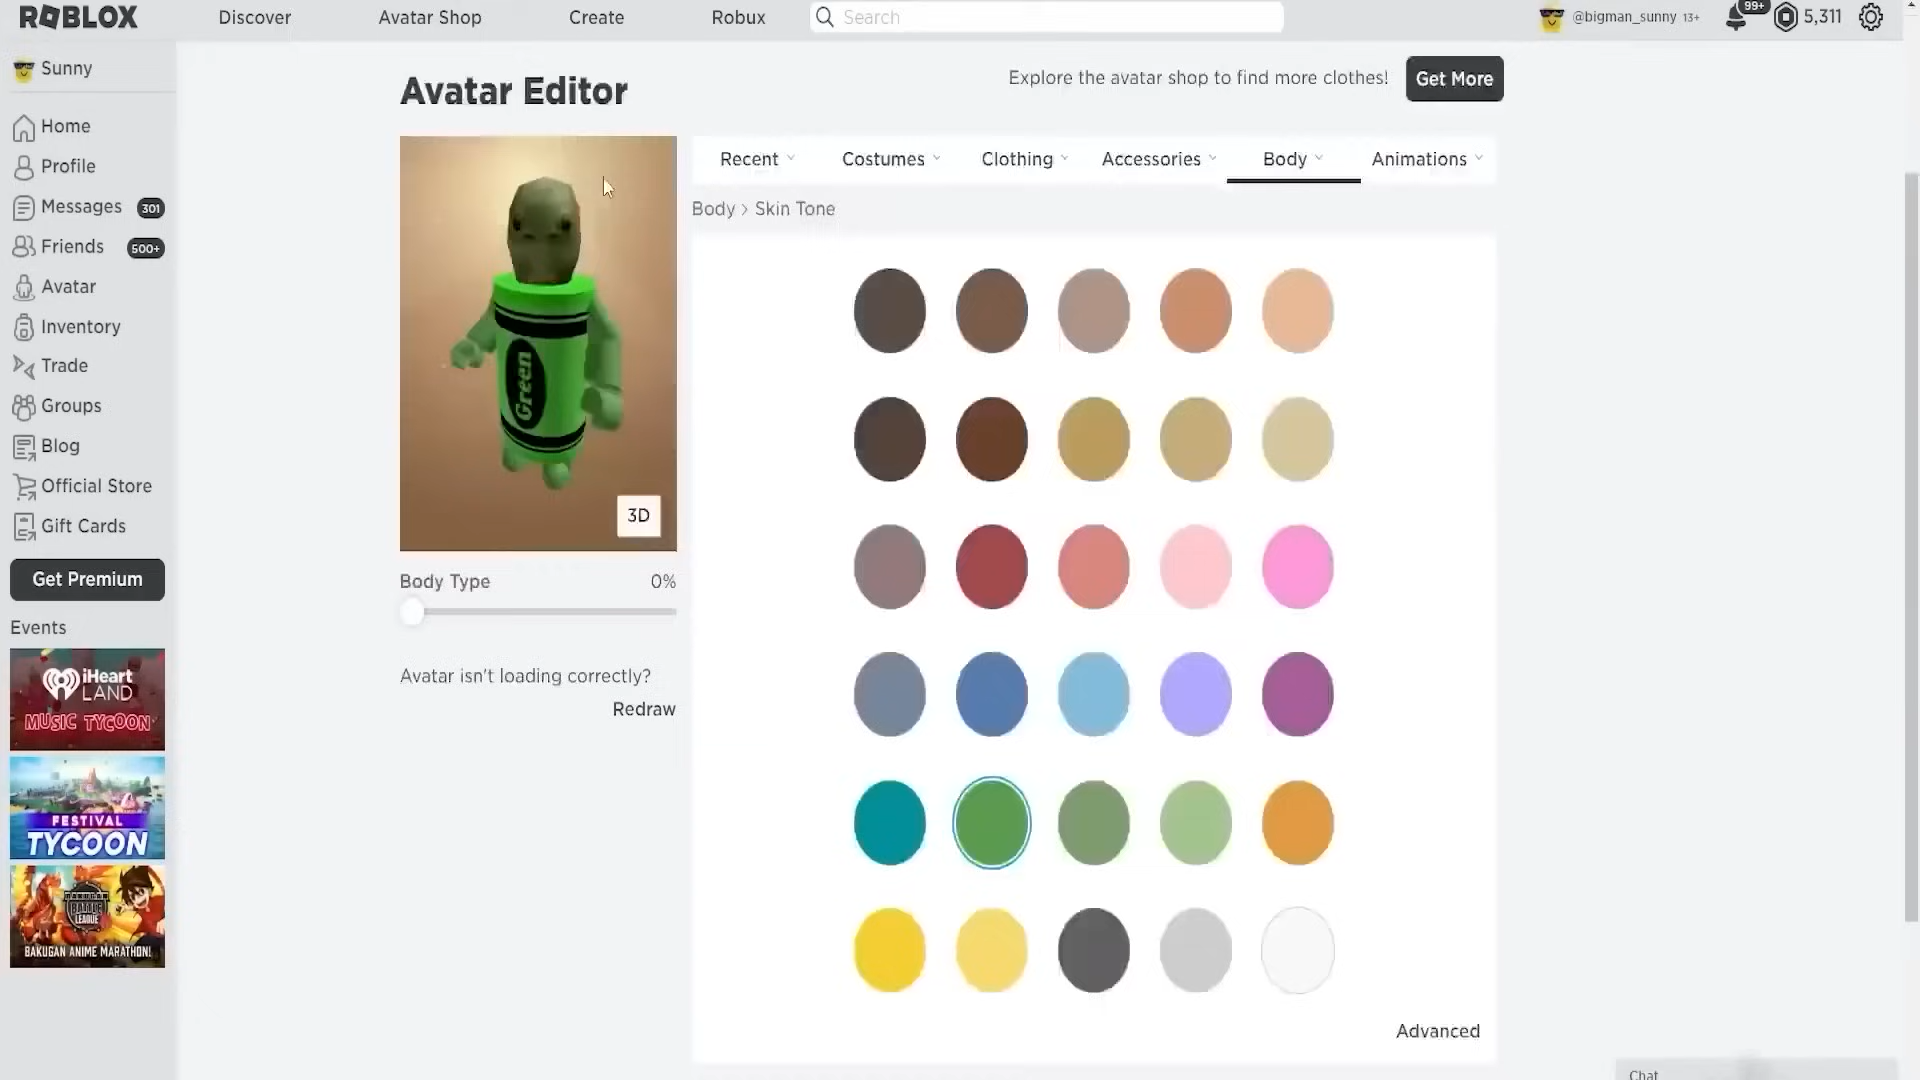 ROBLOX
Discover
Avatar Shop
Create
Robux
Search
@bigman_sunny 13+
99+
5,311
Sunny
Home
Profile
Messages 301
Friends 500+
Avatar
Inventory
Trade
Groups
Blog
Official Store
Gift Cards
Get Premium
Events
iHeart
LAND
MUSIC TYCOON
FESTIVAL
TYCOON
BAKUGAN
BATTLE
LEAGUE
BAKUGAN ANIME MARATHON!
Avatar Editor
Explore the avatar shop to find more clothes!
Get More
Green
3D
Body Type 0%
Avatar isn't loading correctly?
Redraw
Recent
Costumes
Clothing
Accessories
Body
Animations
Body > Skin Tone
Advanced
Chat